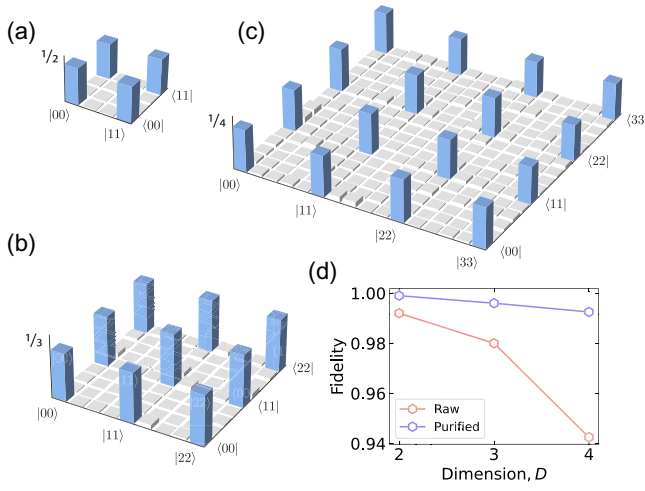 (a)
1/2
|00⟩
|11⟩
⟨00|
⟨11|
(c)
1/4
|00⟩
|11⟩
|22⟩
|33⟩
⟨00|
⟨11|
⟨22|
⟨33
(b)
1/3
|00⟩
|11⟩
|22⟩
⟨00|
⟨11|
⟨22|
(d)
1.00
0.98
0.96
0.94
Fidelity
Raw
Purified
2 3 4
Dimension, D